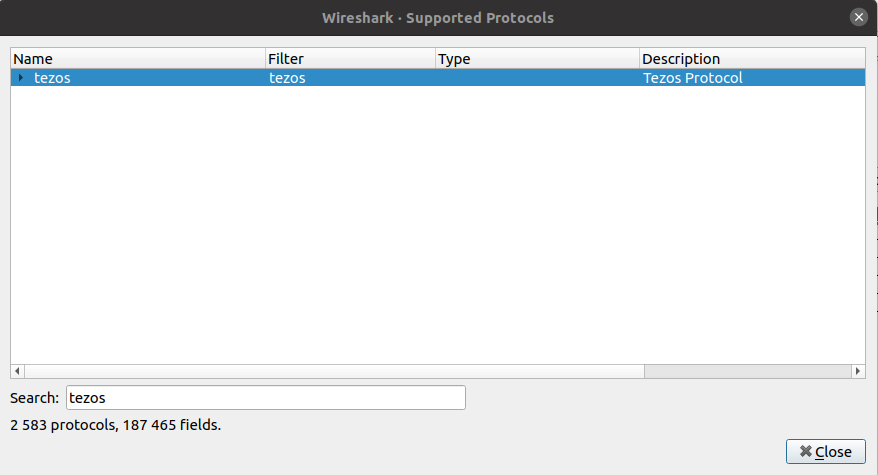 Wireshark · Supported Protocols
Name Filter Type Description
tezos tezos Tezos Protocol
Search: tezos
2 583 protocols, 187 465 fields.
Close